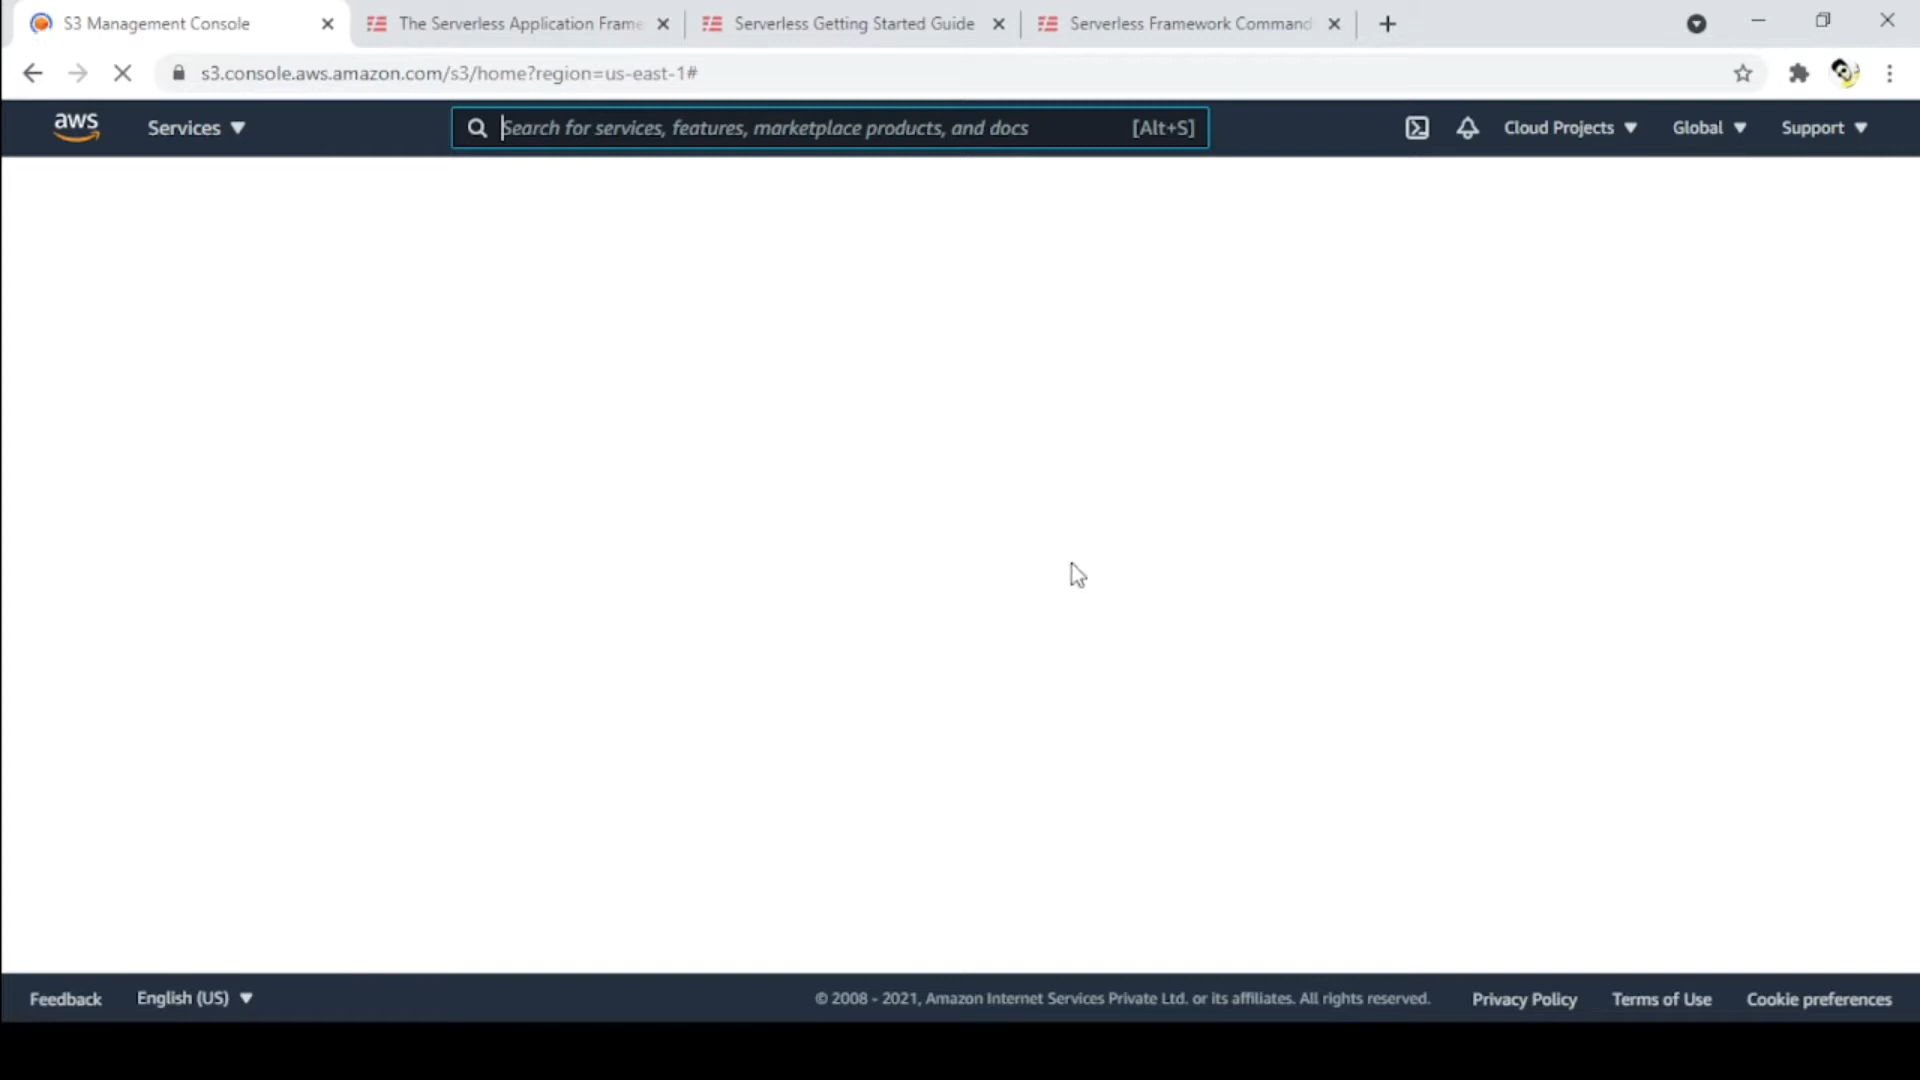 S3 Management Console
The Serverless Application Frame
Serverless Getting Started Guide
Serverless Framework Command
s3.console.aws.amazon.com/s3/home?region=us-east-1#
aws
Services
Search for services, features, marketplace products, and docs
[Alt+S]
Cloud Projects
Global
Support
Feedback
English (US)
© 2008 - 2021, Amazon Internet Services Private Ltd. or its affiliates. All rights reserved.
Privacy Policy
Terms of Use
Cookie preferences